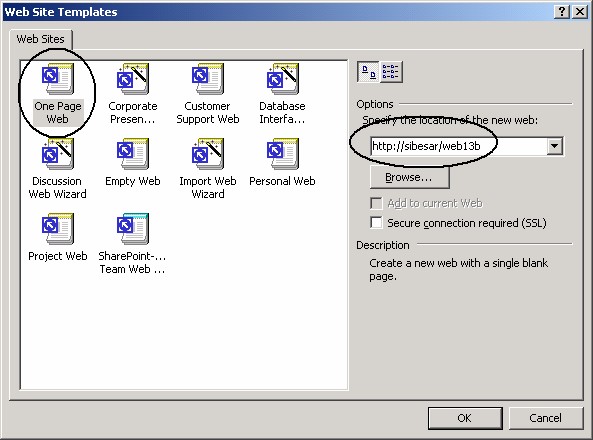 Web Site Templates
Web Sites
One Page
Web
Corporate
Presen...
Customer
Support Web
Database
Interfa...
Discussion
Web Wizard
Empty Web
Import Web
Wizard
Personal Web
Project Web
SharePoint-...
Team Web ...
Options
Specify the location of the new web:
http://sibesar/web13b
Browse...
Add to current Web
Secure connection required (SSL)
Description
Create a new web with a single blank
page.
OK
Cancel